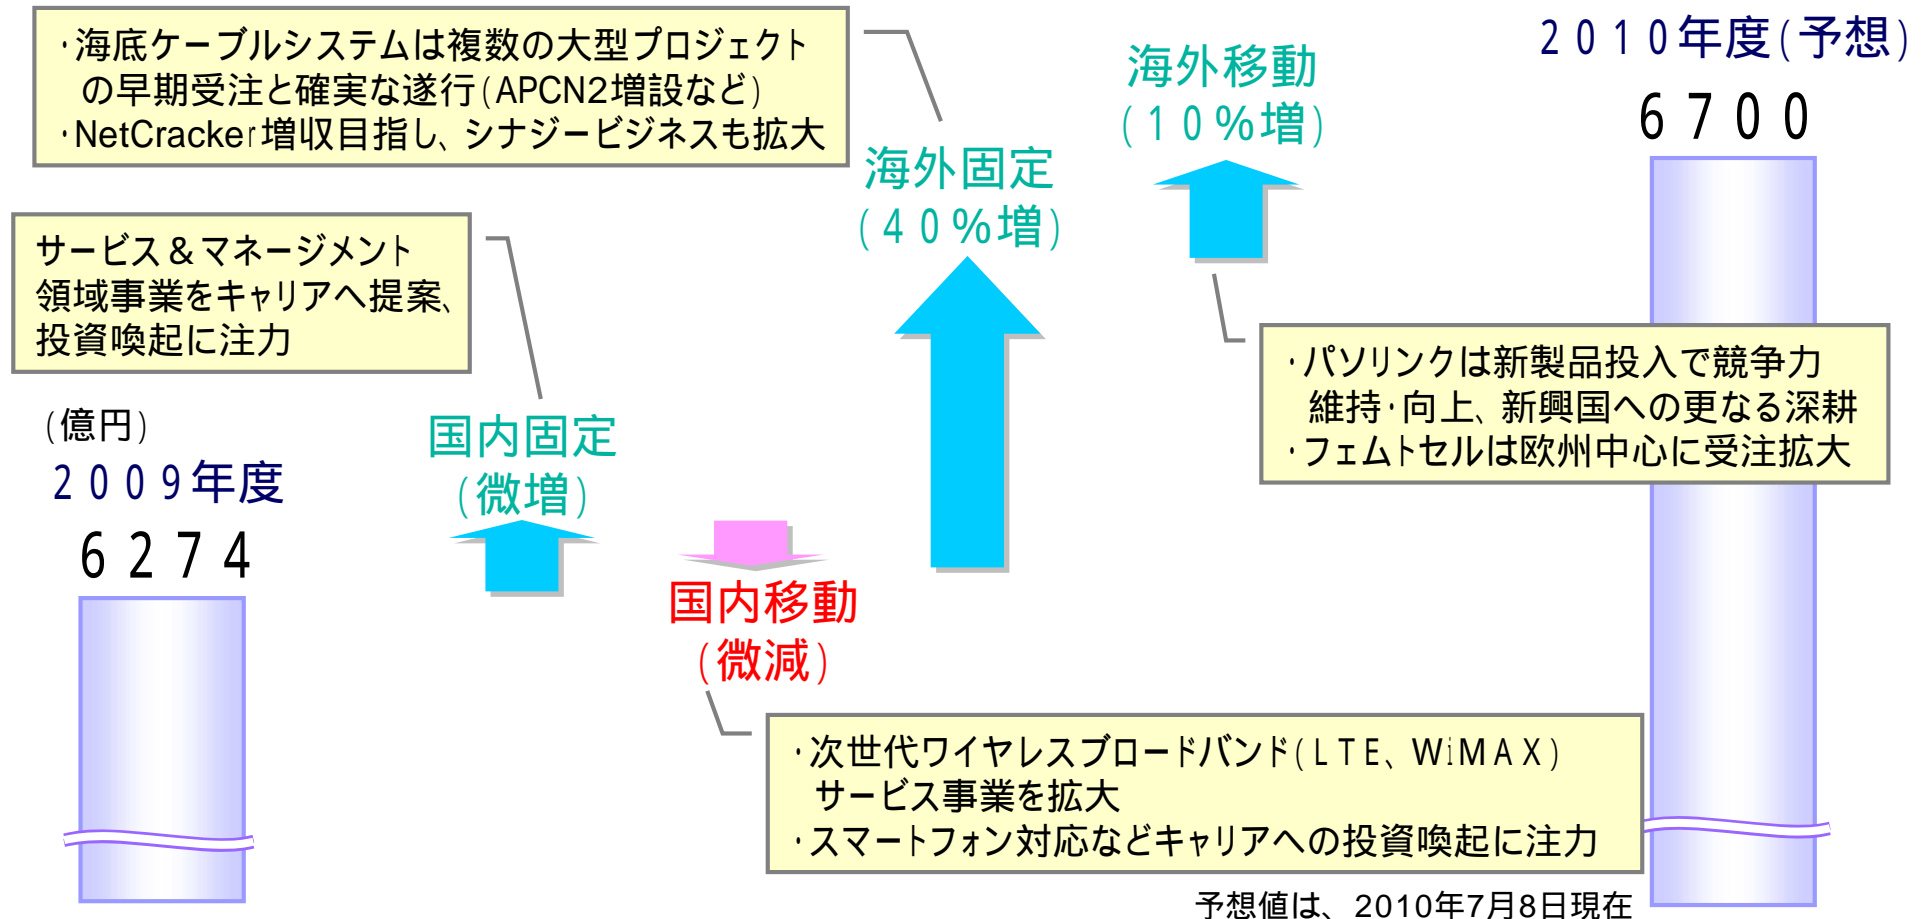 ・海底ケーブルシステムは複数の大型プロジェクト
の早期受注と確実な遂行(APCN2増設など)
・NetCracker増収目指し、シナジービジネスも拡大
海外移動
(10%増)
2010年度(予想)
6700
海外固定
(40%増)
サービス&マネージメント
領域事業をキャリアへ提案、
投資喚起に注力
・パソリンクは新製品投入で競争力
維持・向上、新興国への更なる深耕
・フェムトセルは欧州中心に受注拡大
(億円)
2009年度
6274
国内固定
(微増)
国内移動
(微減)
・次世代ワイヤレスブロードバンド(LTE、WiMAX)
サービス事業を拡大
・スマートフォン対応などキャリアへの投資喚起に注力
予想値は、2010年7月8日現在